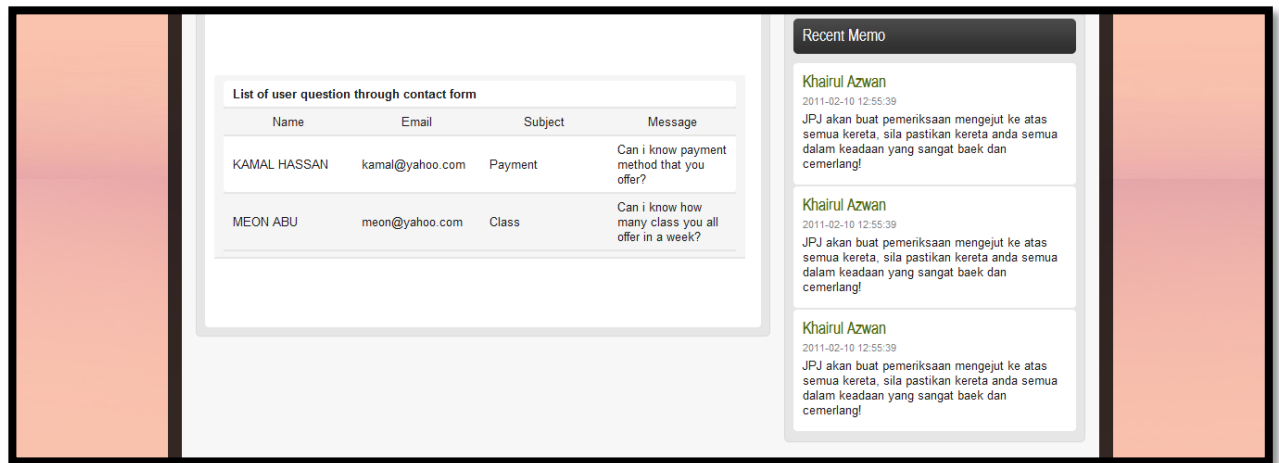 List of user question through contact form
Name Email Subject Message
KAMAL HASSAN kamal@yahoo.com Payment Can i know payment
method that you
offer?
MEON ABU meon@yahoo.com Class Can i know how
many class you all
offer in a week?
Recent Memo
Khairul Azwan
2011-02-10 12:55:39
JPJ akan buat pemeriksaan mengejut ke atas
semua kereta, sila pastikan kereta anda semua
dalam keadaan yang sangat baek dan
cemerlang!
Khairul Azwan
2011-02-10 12:55:39
JPJ akan buat pemeriksaan mengejut ke atas
semua kereta, sila pastikan kereta anda semua
dalam keadaan yang sangat baek dan
cemerlang!
Khairul Azwan
2011-02-10 12:55:39
JPJ akan buat pemeriksaan mengejut ke atas
semua kereta, sila pastikan kereta anda semua
dalam keadaan yang sangat baek dan
cemerlang!